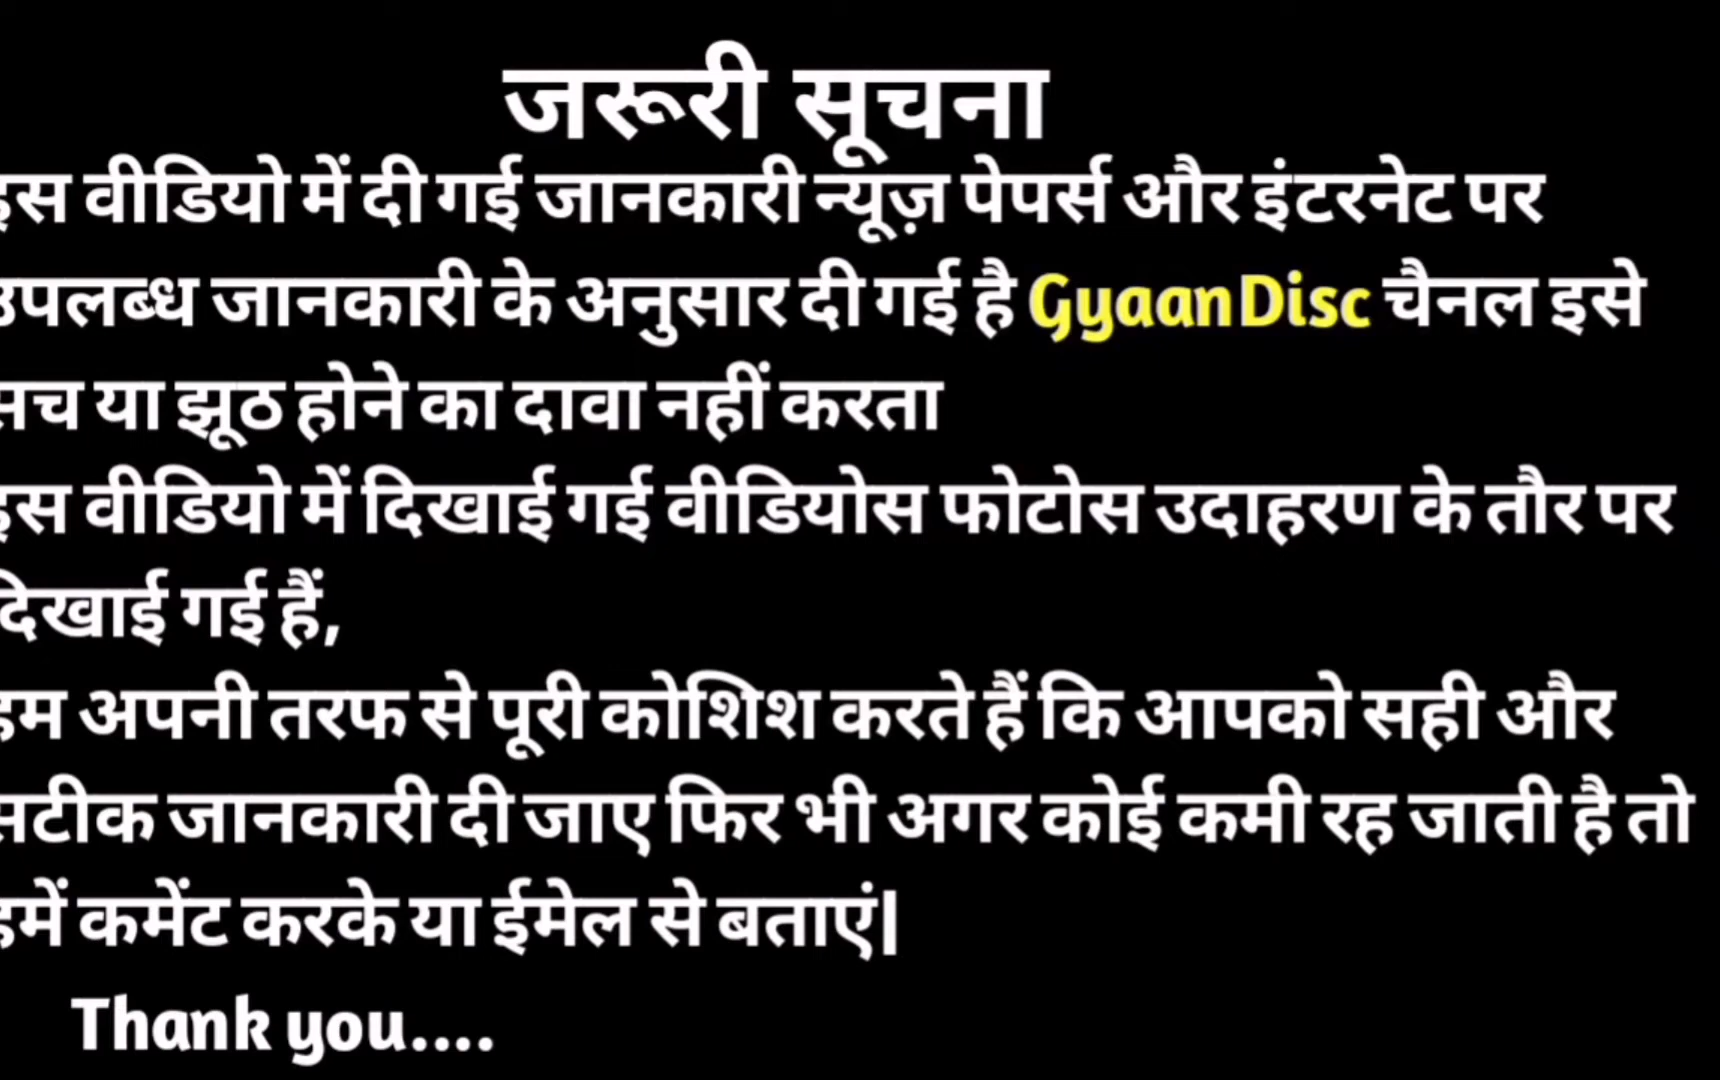 जरूरी सूचना
इस वीडियो में दी गई जानकारी न्यूज़ पेपर्स और इंटरनेट पर
उपलब्ध जानकारी के अनुसार दी गई है GyaanDisc चैनल इसे
सच या झूठ होने का दावा नहीं करता
इस वीडियो में दिखाई गई वीडियोस फोटोस उदाहरण के तौर पर
दिखाई गई हैं,
हम अपनी तरफ से पूरी कोशिश करते हैं कि आपको सही और
सटीक जानकारी दी जाए फिर भी अगर कोई कमी रह जाती है तो
हमें कमेंट करके या ईमेल से बताएं|
Thank you....